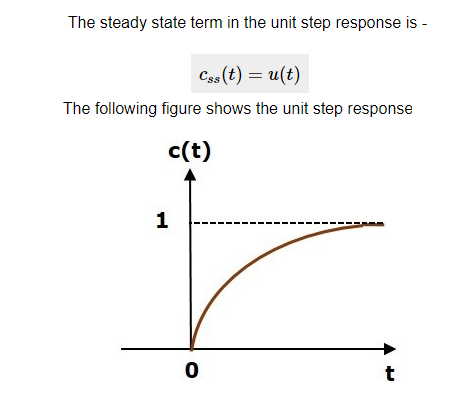 The steady state term in the unit step response is -
c_ss(t) = u(t)
The following figure shows the unit step response
c(t)
1
0
t